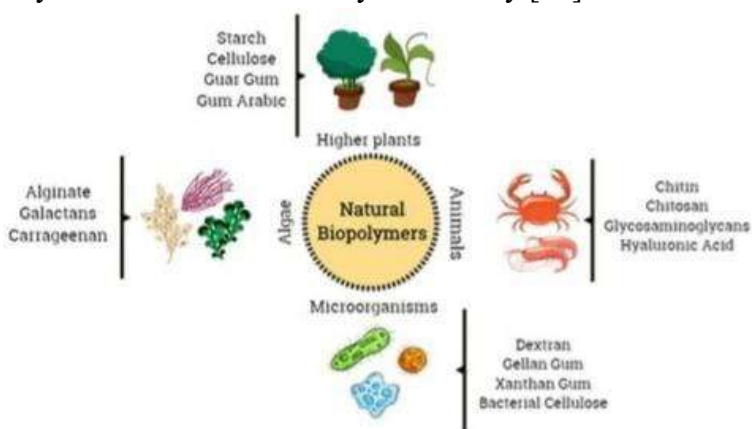 Starch
Cellulose
Guar Gum
Gum Arabic
Higher plants
Alginate
Galactans
Carrageenan
Algae
Natural
Biopolymers
Animals
Chitin
Chitosan
Glycosaminoglycans
Hyaluronic Acid
Microorganisms
Dextran
Gellan Gum
Xanthan Gum
Bacterial Cellulose